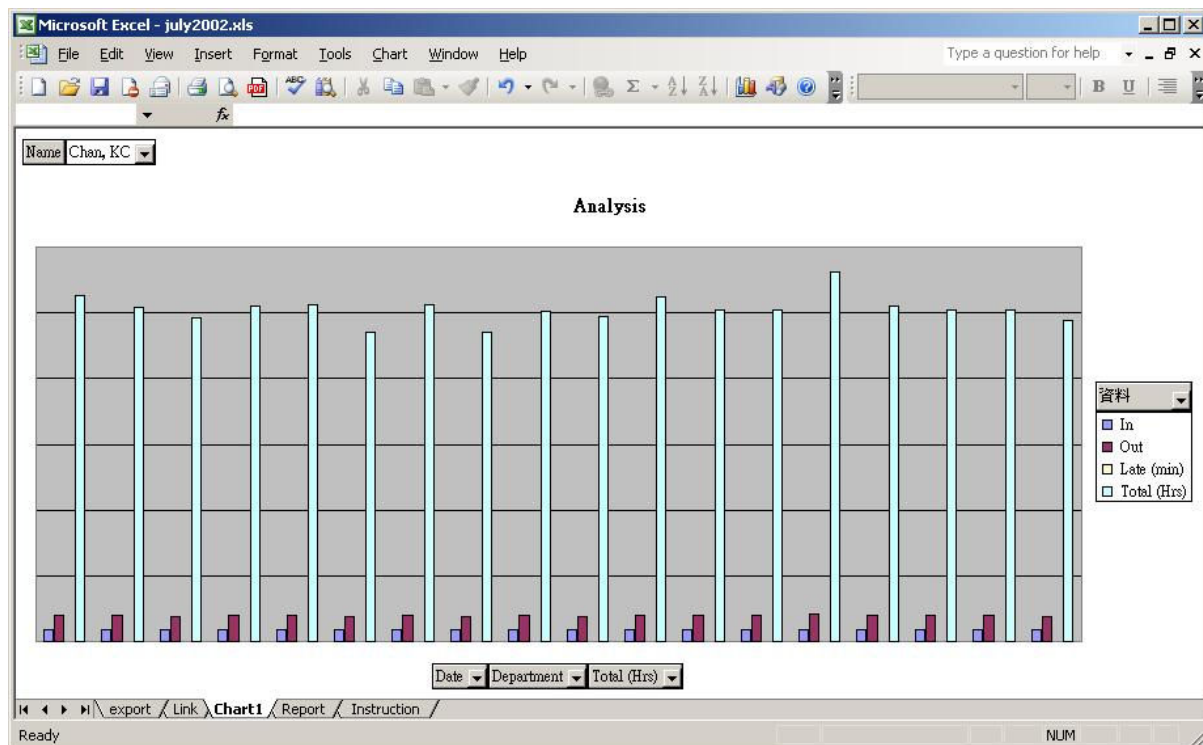 Microsoft Excel - july2002.xls
File Edit View Insert Format Tools Chart Window Help Type a question for help
ABC PDF Σ A Z Z A B U
fx
Name Chan, KC
Analysis
資料
In
Out
Late (min)
Total (Hrs)
Date Department Total (Hrs)
export Link Chart1 Report Instruction
Ready NUM